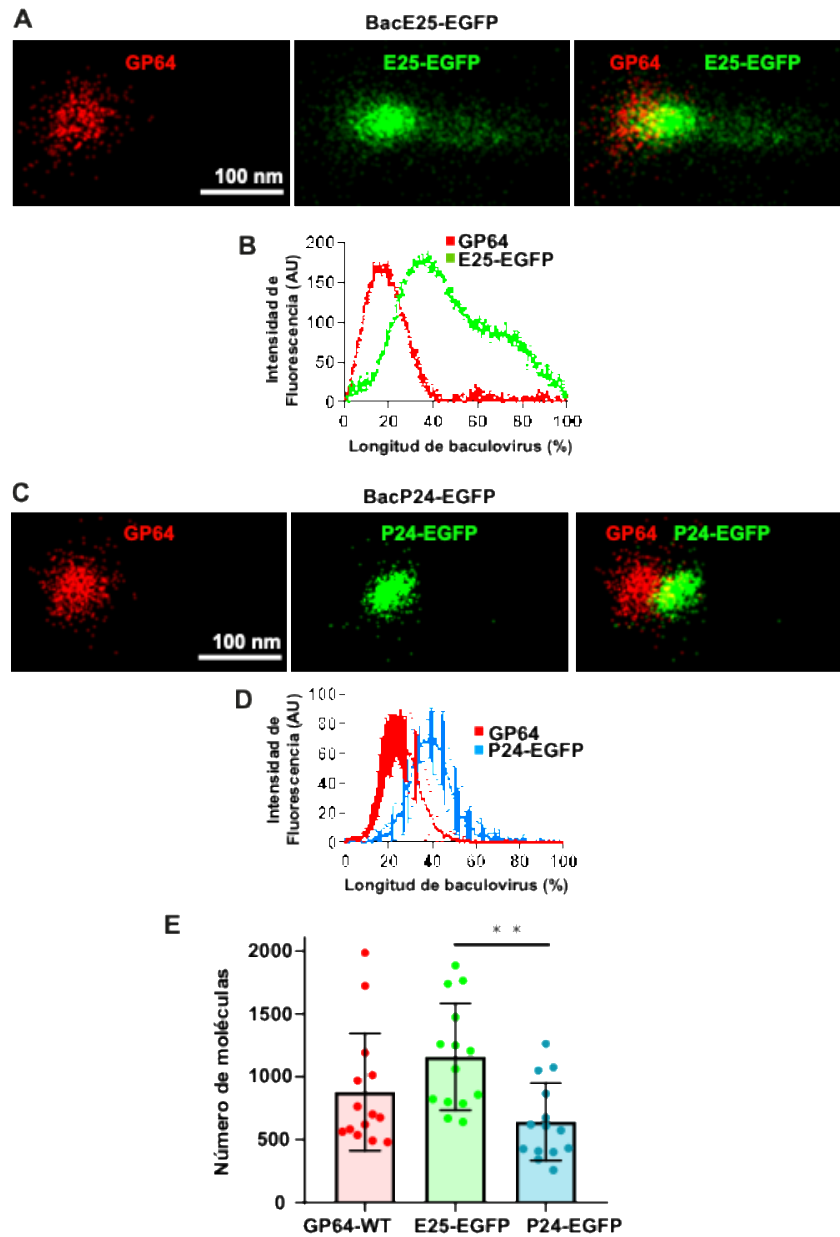 A
BacE25-EGFP
GP64
E25-EGFP
GP64 E25-EGFP
100 nm
B
GP64
E25-EGFP
Intensidad de
Fluorescencia (AU)
200
150
100
50
0
0 20 40 60 80 100
Longitud de baculovirus (%)
C
BacP24-EGFP
GP64
P24-EGFP
GP64 P24-EGFP
100 nm
D
GP64
P24-EGFP
Intensidad de
Fluorescencia (AU)
100
80
60
40
20
0
0 20 40 60 80 100
Longitud de baculovirus (%)
E
* *
Número de moléculas
2000
1500
1000
500
0
GP64-WT E25-EGFP P24-EGFP